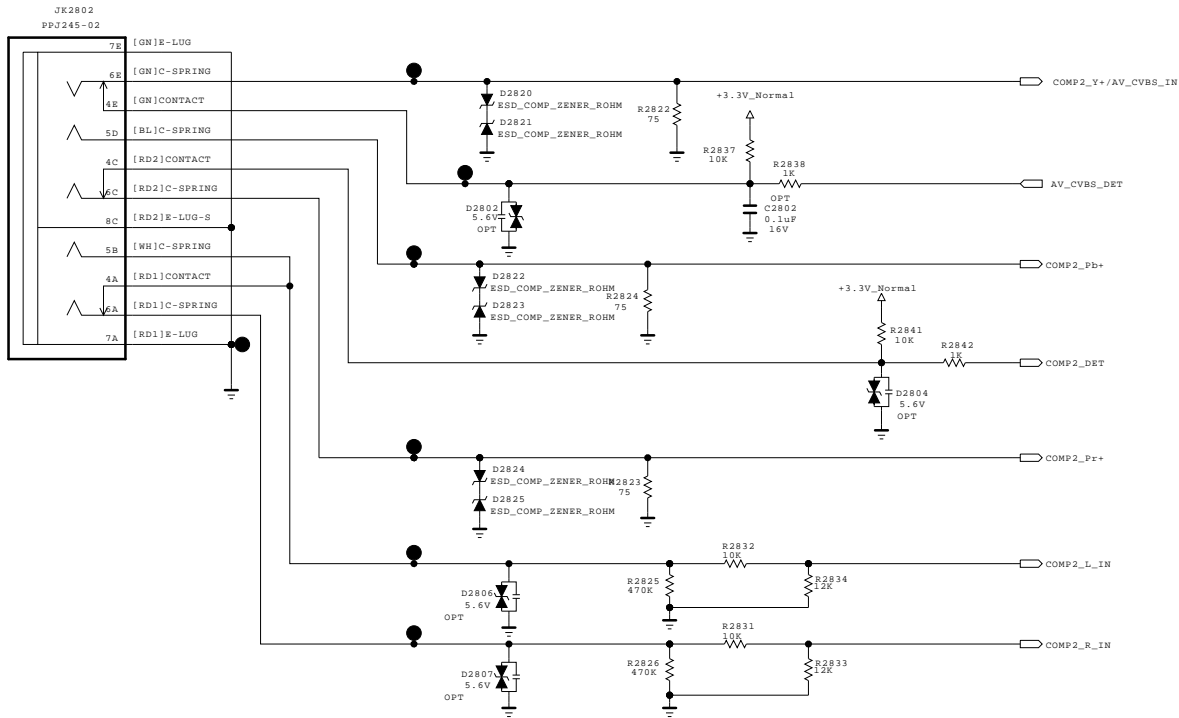 JK2802
PPJ245-02
7E [GN]E-LUG
6E [GN]C-SPRING
4E [GN]CONTACT
5D [BL]C-SPRING
4C [RD2]CONTACT
6C [RD2]C-SPRING
8C [RD2]E-LUG-S
5B [WH]C-SPRING
4A [RD1]CONTACT
6A [RD1]C-SPRING
7A [RD1]E-LUG
D2820
ESD_COMP_ZENER_ROHM
D2821
ESD_COMP_ZENER_ROHM
R2822
75
COMP2_Y+/AV_CVBS_IN
+3.3V_Normal
R2837
10K
R2838
1K
AV_CVBS_DET
D2802
5.6V
OPT
OPT
C2802
0.1uF
16V
D2822
ESD_COMP_ZENER_ROHM
D2823
ESD_COMP_ZENER_ROHM
R2824
75
COMP2_Pb+
+3.3V_Normal
R2841
10K
R2842
1K
COMP2_DET
D2804
5.6V
OPT
D2824
ESD_COMP_ZENER_ROHM
D2825
ESD_COMP_ZENER_ROHM
R2823
75
COMP2_Pr+
D2806
5.6V
OPT
R2825
470K
R2832
10K
R2834
12K
COMP2_L_IN
D2807
5.6V
OPT
R2826
470K
R2831
10K
R2833
12K
COMP2_R_IN